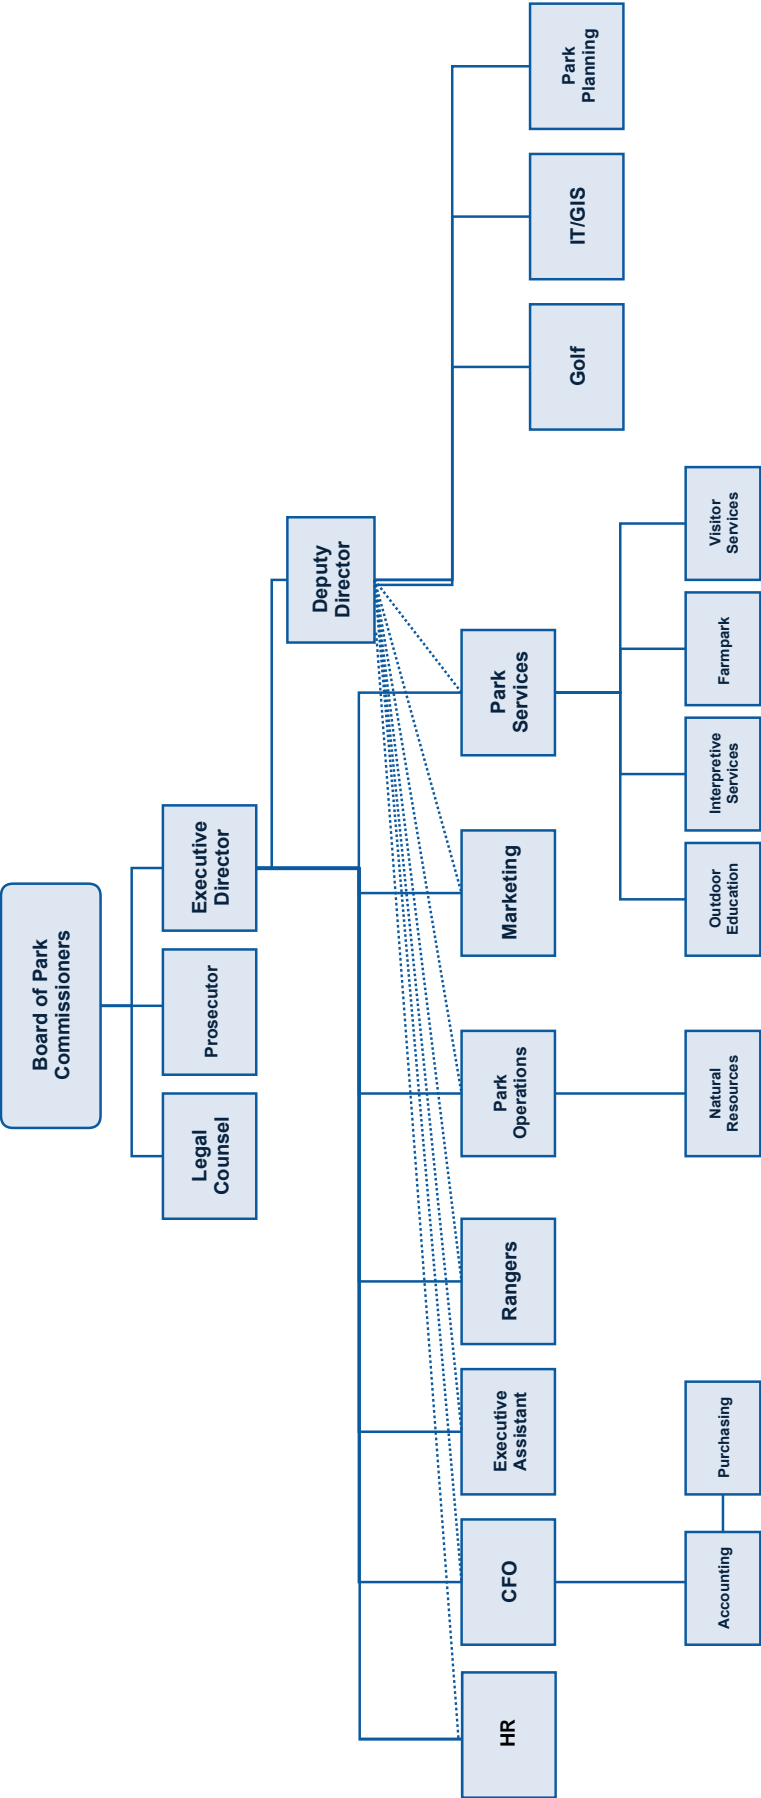 Board of Park
Commissioners
Legal
Counsel
Prosecutor
Executive
Director
Deputy
Director
HR
CFO
Executive
Assistant
Rangers
Park
Operations
Marketing
Park
Services
Golf
IT/GIS
Park
Planning
Accounting
Purchasing
Natural
Resources
Outdoor
Education
Interpretive
Services
Farmpark
Visitor
Services